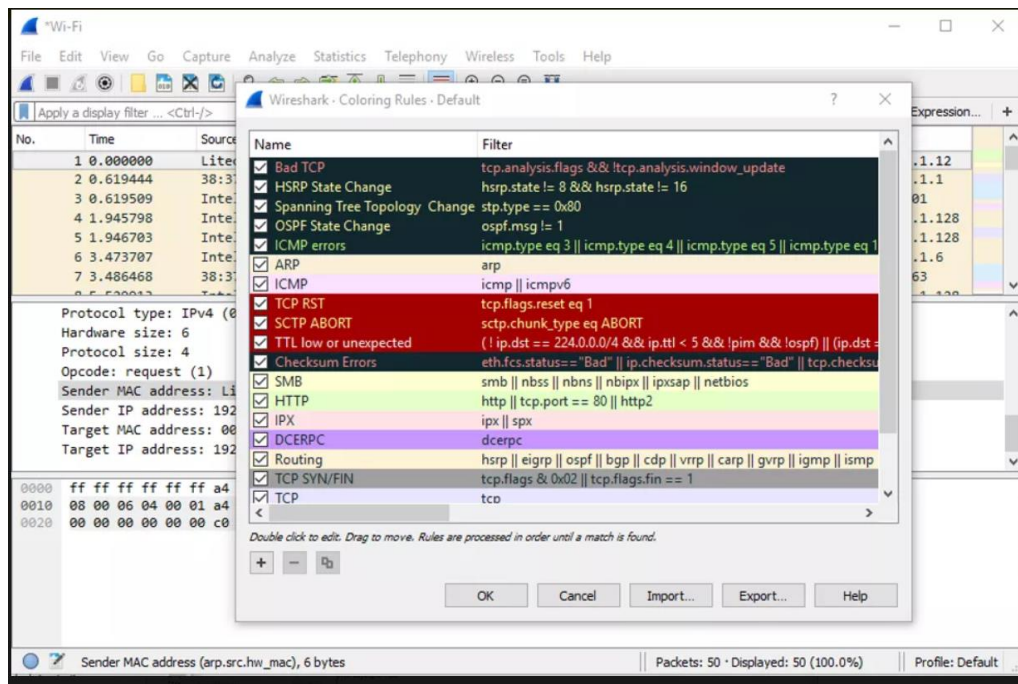 *Wi-Fi
File Edit View Go Capture Analyze Statistics Telephony Wireless Tools Help
Apply a display filter ... <Ctrl-/>
Expression... +
No. Time Source
1 0.000000 Lite .1.12
2 0.619444 38:3 .1.1
3 0.619509 Inte 01
4 1.945798 Inte .1.128
5 1.946703 Inte .1.128
6 3.473707 Inte .1.6
7 3.486468 38:3 63
Protocol type: IPv4 (0
Hardware size: 6
Protocol size: 4
Opcode: request (1)
Sender MAC address: Li
Sender IP address: 192
Target MAC address: 00
Target IP address: 192
0000 ff ff ff ff ff ff a4
0010 08 00 06 04 00 01 a4
0020 00 00 00 00 00 00 c0
Wireshark · Coloring Rules · Default
Name Filter
Bad TCP tcp.analysis.flags && !tcp.analysis.window_update
HSRP State Change hsrp.state != 8 && hsrp.state != 16
Spanning Tree Topology Change stp.type == 0x80
OSPF State Change ospf.msg != 1
ICMP errors icmp.type eq 3 || icmp.type eq 4 || icmp.type eq 5 || icmp.type eq 1
ARP arp
ICMP icmp || icmpv6
TCP RST tcp.flags.reset eq 1
SCTP ABORT sctp.chunk_type eq ABORT
TTL low or unexpected ( ! ip.dst == 224.0.0.0/4 && ip.ttl < 5 && !pim && !ospf) || (ip.dst =
Checksum Errors eth.fcs.status=="Bad" || ip.checksum.status=="Bad" || tcp.checksu
SMB smb || nbss || nbns || nbipx || ipxsap || netbios
HTTP http || tcp.port == 80 || http2
IPX ipx || spx
DCERPC dcerpc
Routing hsrp || eigrp || ospf || bgp || cdp || vrrp || carp || gvrp || igmp || ismp
TCP SYN/FIN tcp.flags & 0x02 || tcp.flags.fin == 1
TCP tcp
Double click to edit. Drag to move. Rules are processed in order until a match is found.
OK Cancel Import... Export... Help
Sender MAC address (arp.src.hw_mac), 6 bytes Packets: 50 · Displayed: 50 (100.0%) Profile: Default